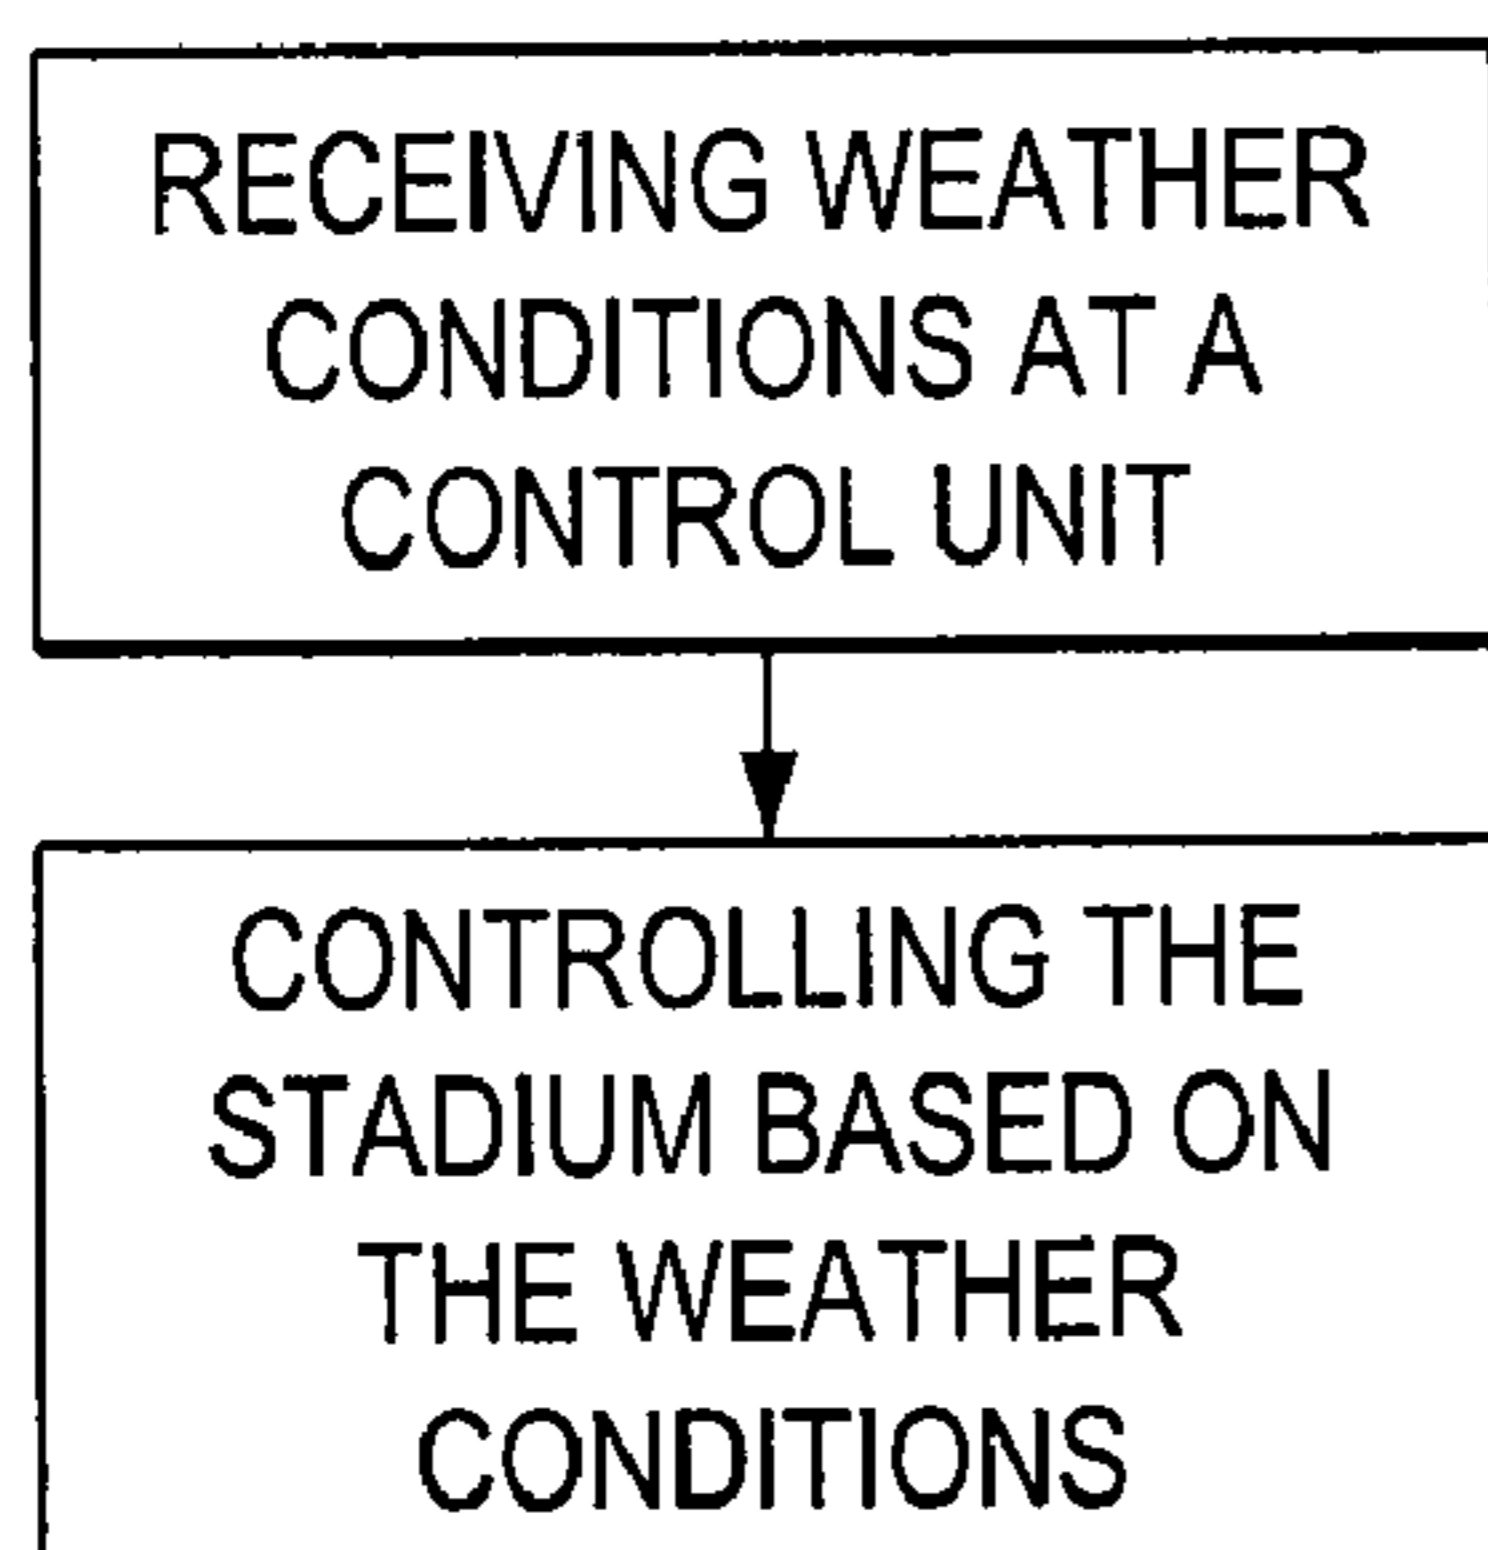 RECEIVING WEATHER
CONDITIONS AT A
CONTROL UNIT
CONTROLLING THE
STADIUM BASED ON
THE WEATHER
CONDITIONS